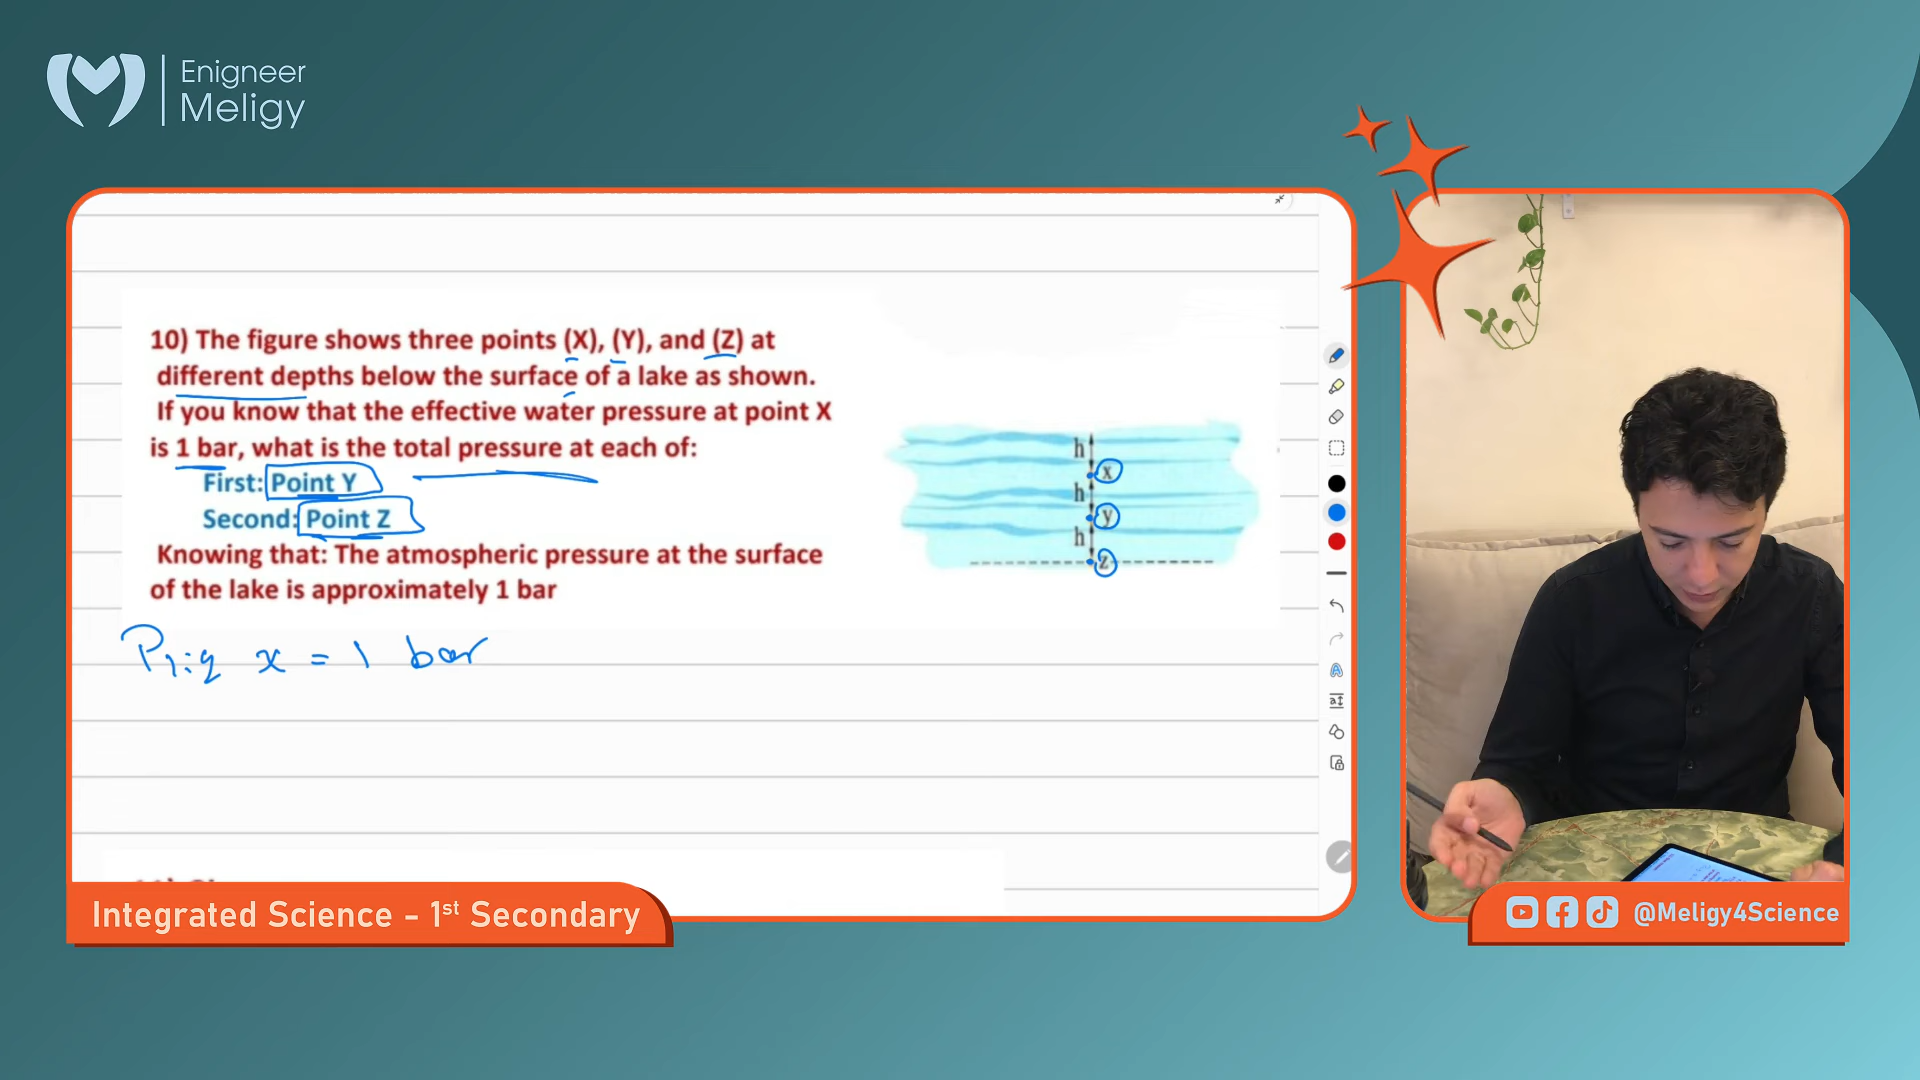 Enigneer
Meligy
10) The figure shows three points (X), (Y), and (Z) at
different depths below the surface of a lake as shown.
If you know that the effective water pressure at point X
is 1 bar, what is the total pressure at each of:
First: Point Y
Second: Point Z
Knowing that: The atmospheric pressure at the surface
of the lake is approximately 1 bar
h
x
h
y
h
z
Pliq x = 1 bar
Integrated Science - 1st Secondary
@Meligy4Science